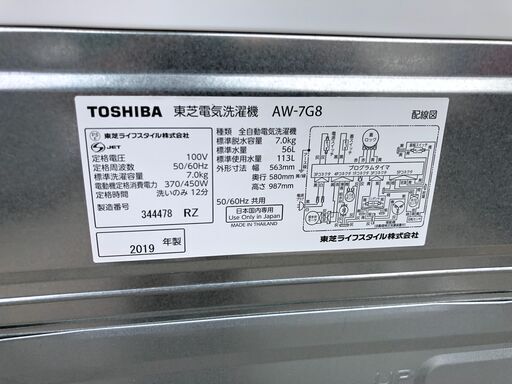 TOSHIBA 東芝電気洗濯機 AW-7G8 配線図
東芝ライフスタイル株式会社
JET
定格電圧 100V
定格周波数 50/60Hz
標準洗濯容量 7.0kg
電動機定格消費電力 370/450W
定格時間 洗いのみ 12分
製造番号
344478 RZ
2019 年製
種類 全自動電気洗濯機
標準脱水容量 7.0kg
標準水量 56L
標準使用水量 113L
外形寸法 幅 563mm
奥行 580mm
高さ 987mm
50/60Hz 共用
日本国内専用
Use Only in Japan
MADE IN THAILAND
プログラムタイマ
東芝ライフスタイル株式会社